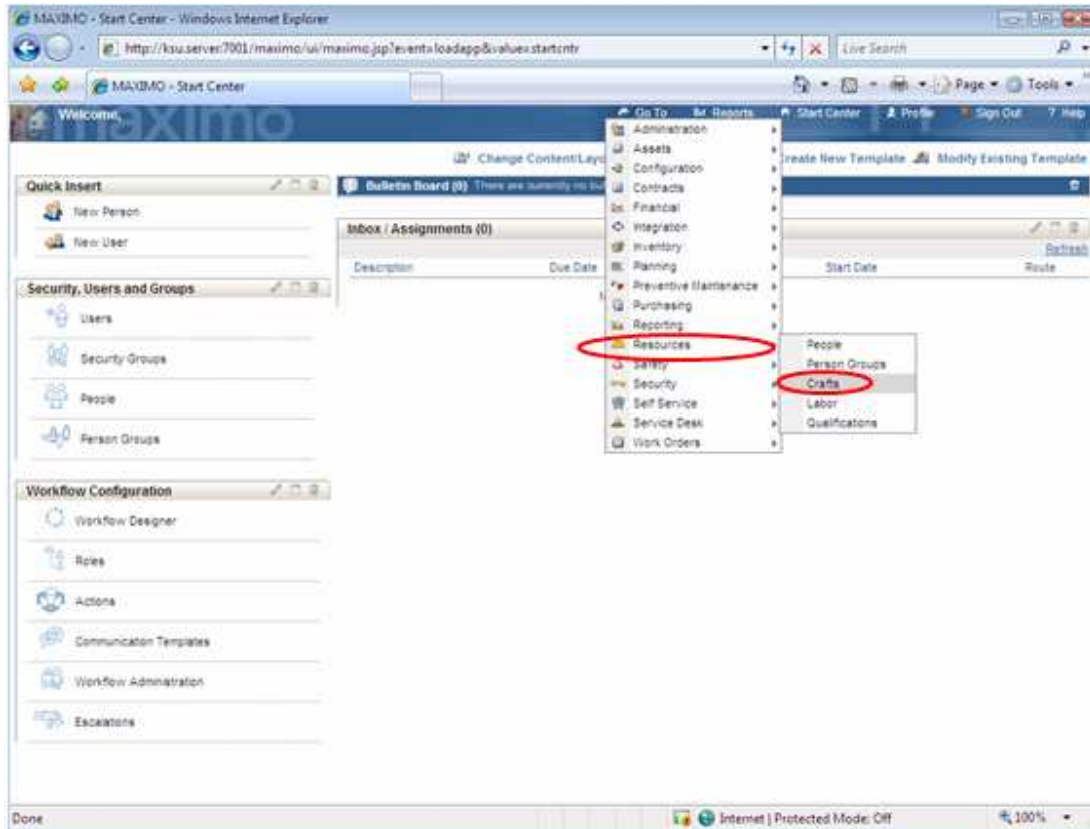 MAXIMO - Start Center - Windows Internet Explorer
http://ksu.server:7001/maximo/ui/maximo.jsp?event=loadapp&value=startcntr
Live Search
MAXIMO - Start Center
Page
Tools
Welcome,
maximo
Go To
Reports
Start Center
Profile
Sign Out
? Help
Change Content/Layo
reate New Template
Modify Existing Template
Quick Insert
New Person
New User
Security, Users and Groups
Users
Security Groups
People
Person Groups
Workflow Configuration
Workflow Designer
Roles
Actions
Communication Templates
Workflow Administration
Escalations
Bulletin Board (0) There are currently no bul
Inbox / Assignments (0)
Refresh
Description
Due Date
Start Date
Route
Administration
Assets
Configuration
Contracts
Financial
Integration
Inventory
Planning
Preventive Maintenance
Purchasing
Reporting
Resources
Safety
Security
Self Service
Service Desk
Work Orders
People
Person Groups
Crafts
Labor
Qualifications
Done
Internet | Protected Mode: Off
100%